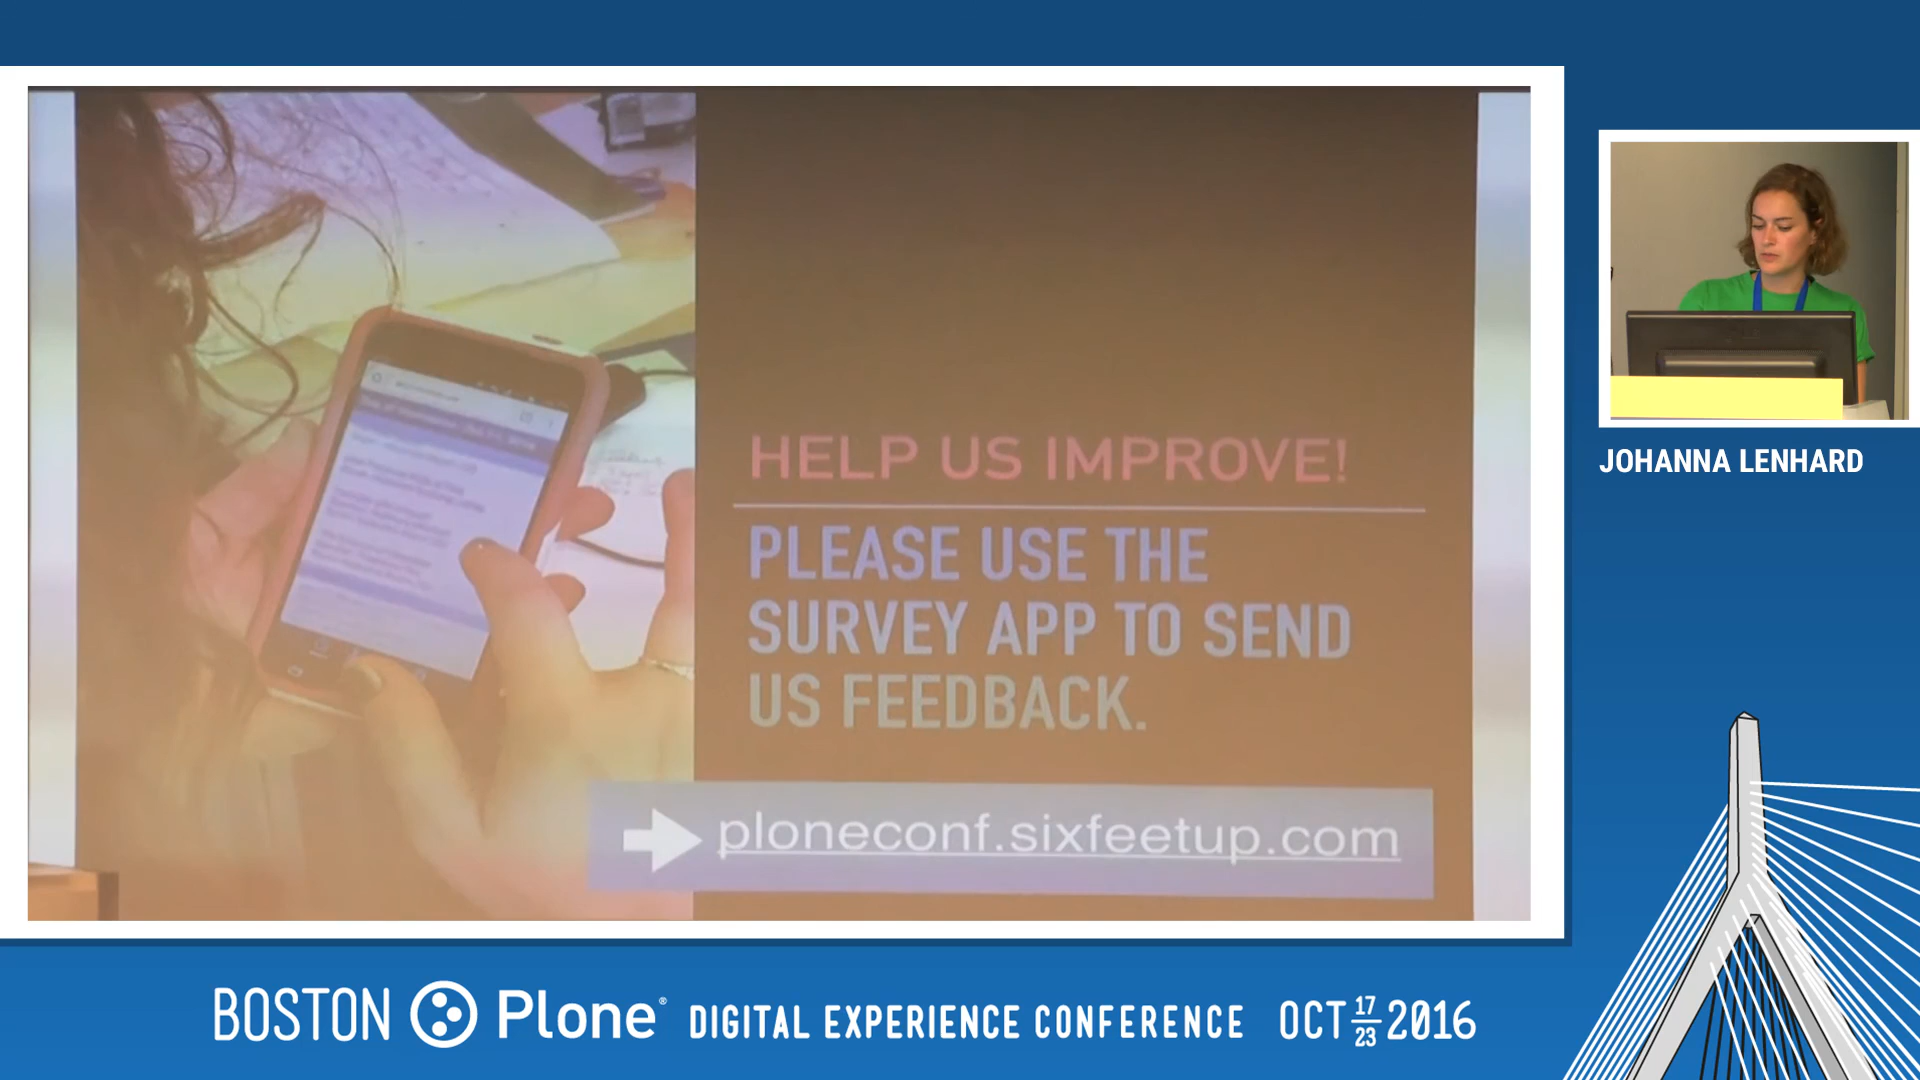 HELP US IMPROVE!
PLEASE USE THE
SURVEY APP TO SEND
US FEEDBACK.
ploneconf.sixfeetup.com
JOHANNA LENHARD
BOSTON Plone® DIGITAL EXPERIENCE CONFERENCE OCT 17 23 2016